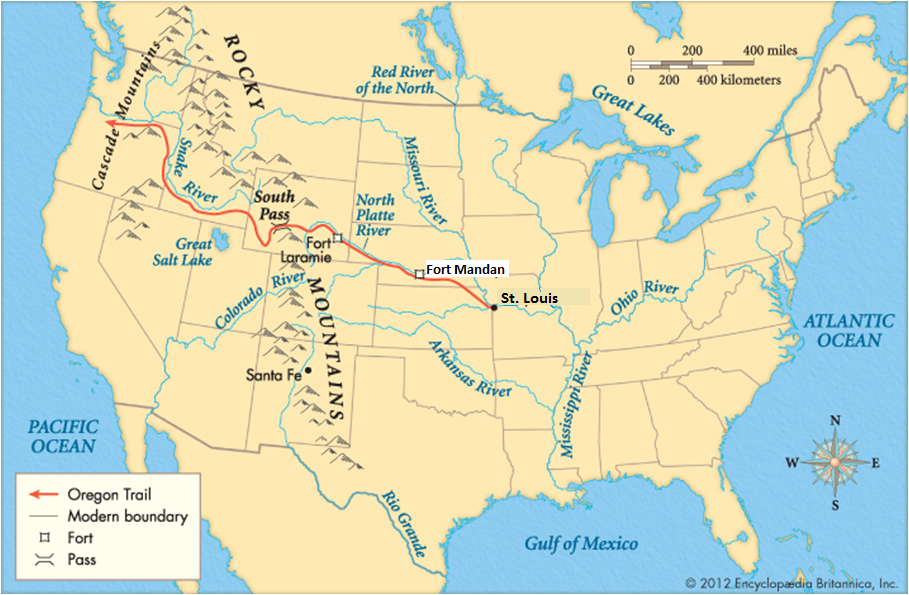 ROCKY
Cascade Mountains
Red River
of the North
0 200 400 miles
0 200 400 kilometers
Great Lakes
Snake
River
Missouri River
South
Pass
North
Platte
River
Fort
Laramie
Great
Salt Lake
Fort Mandan
St. Louis
Colorado River
MOUNTAINS
Ohio River
ATLANTIC
OCEAN
Arkansas River
Santa Fe
Mississippi River
PACIFIC
OCEAN
N
W E
S
Oregon Trail
Modern boundary
Fort
Pass
Rio Grande
Gulf of Mexico
© 2012 Encyclopædia Britannica, Inc.